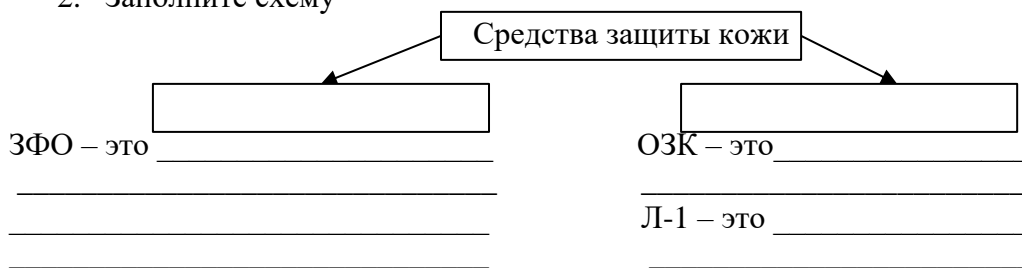 2. Заполните схему
Средства защиты кожи
ЗФО – это
ОЗК – это
Л-1 – это